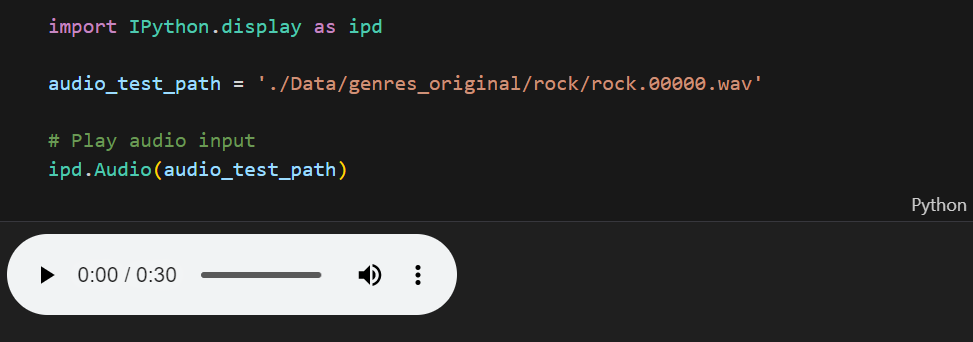 import IPython.display as ipd
audio_test_path = './Data/genres_original/rock/rock.00000.wav'
# Play audio input
ipd.Audio(audio_test_path)
Python
0:00 / 0:30